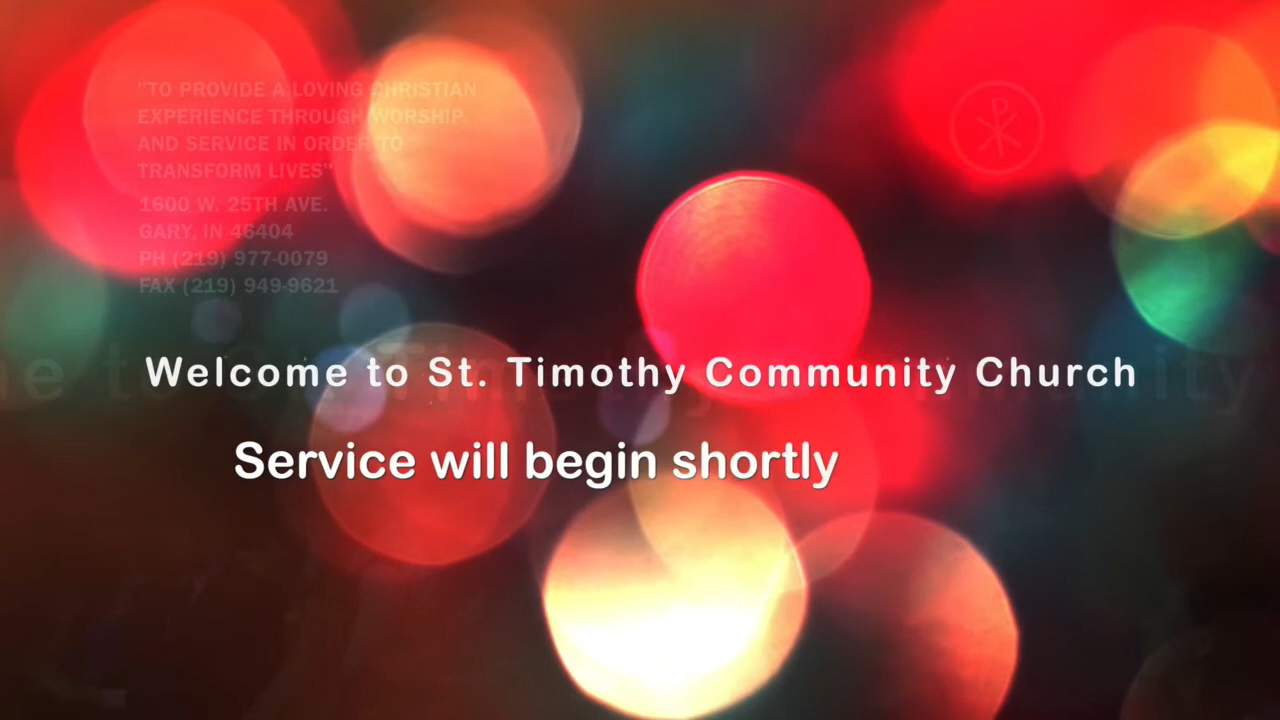 "TO PROVIDE A LOVING CHRISTIAN
EXPERIENCE THROUGH WORSHIP
AND SERVICE IN ORDER TO
TRANSFORM LIVES"
1600 W. 25TH AVE.
GARY, IN 46404
PH (219) 977-0079
FAX (219) 949-9621
Welcome to St. Timothy Community Church
Service will begin shortly